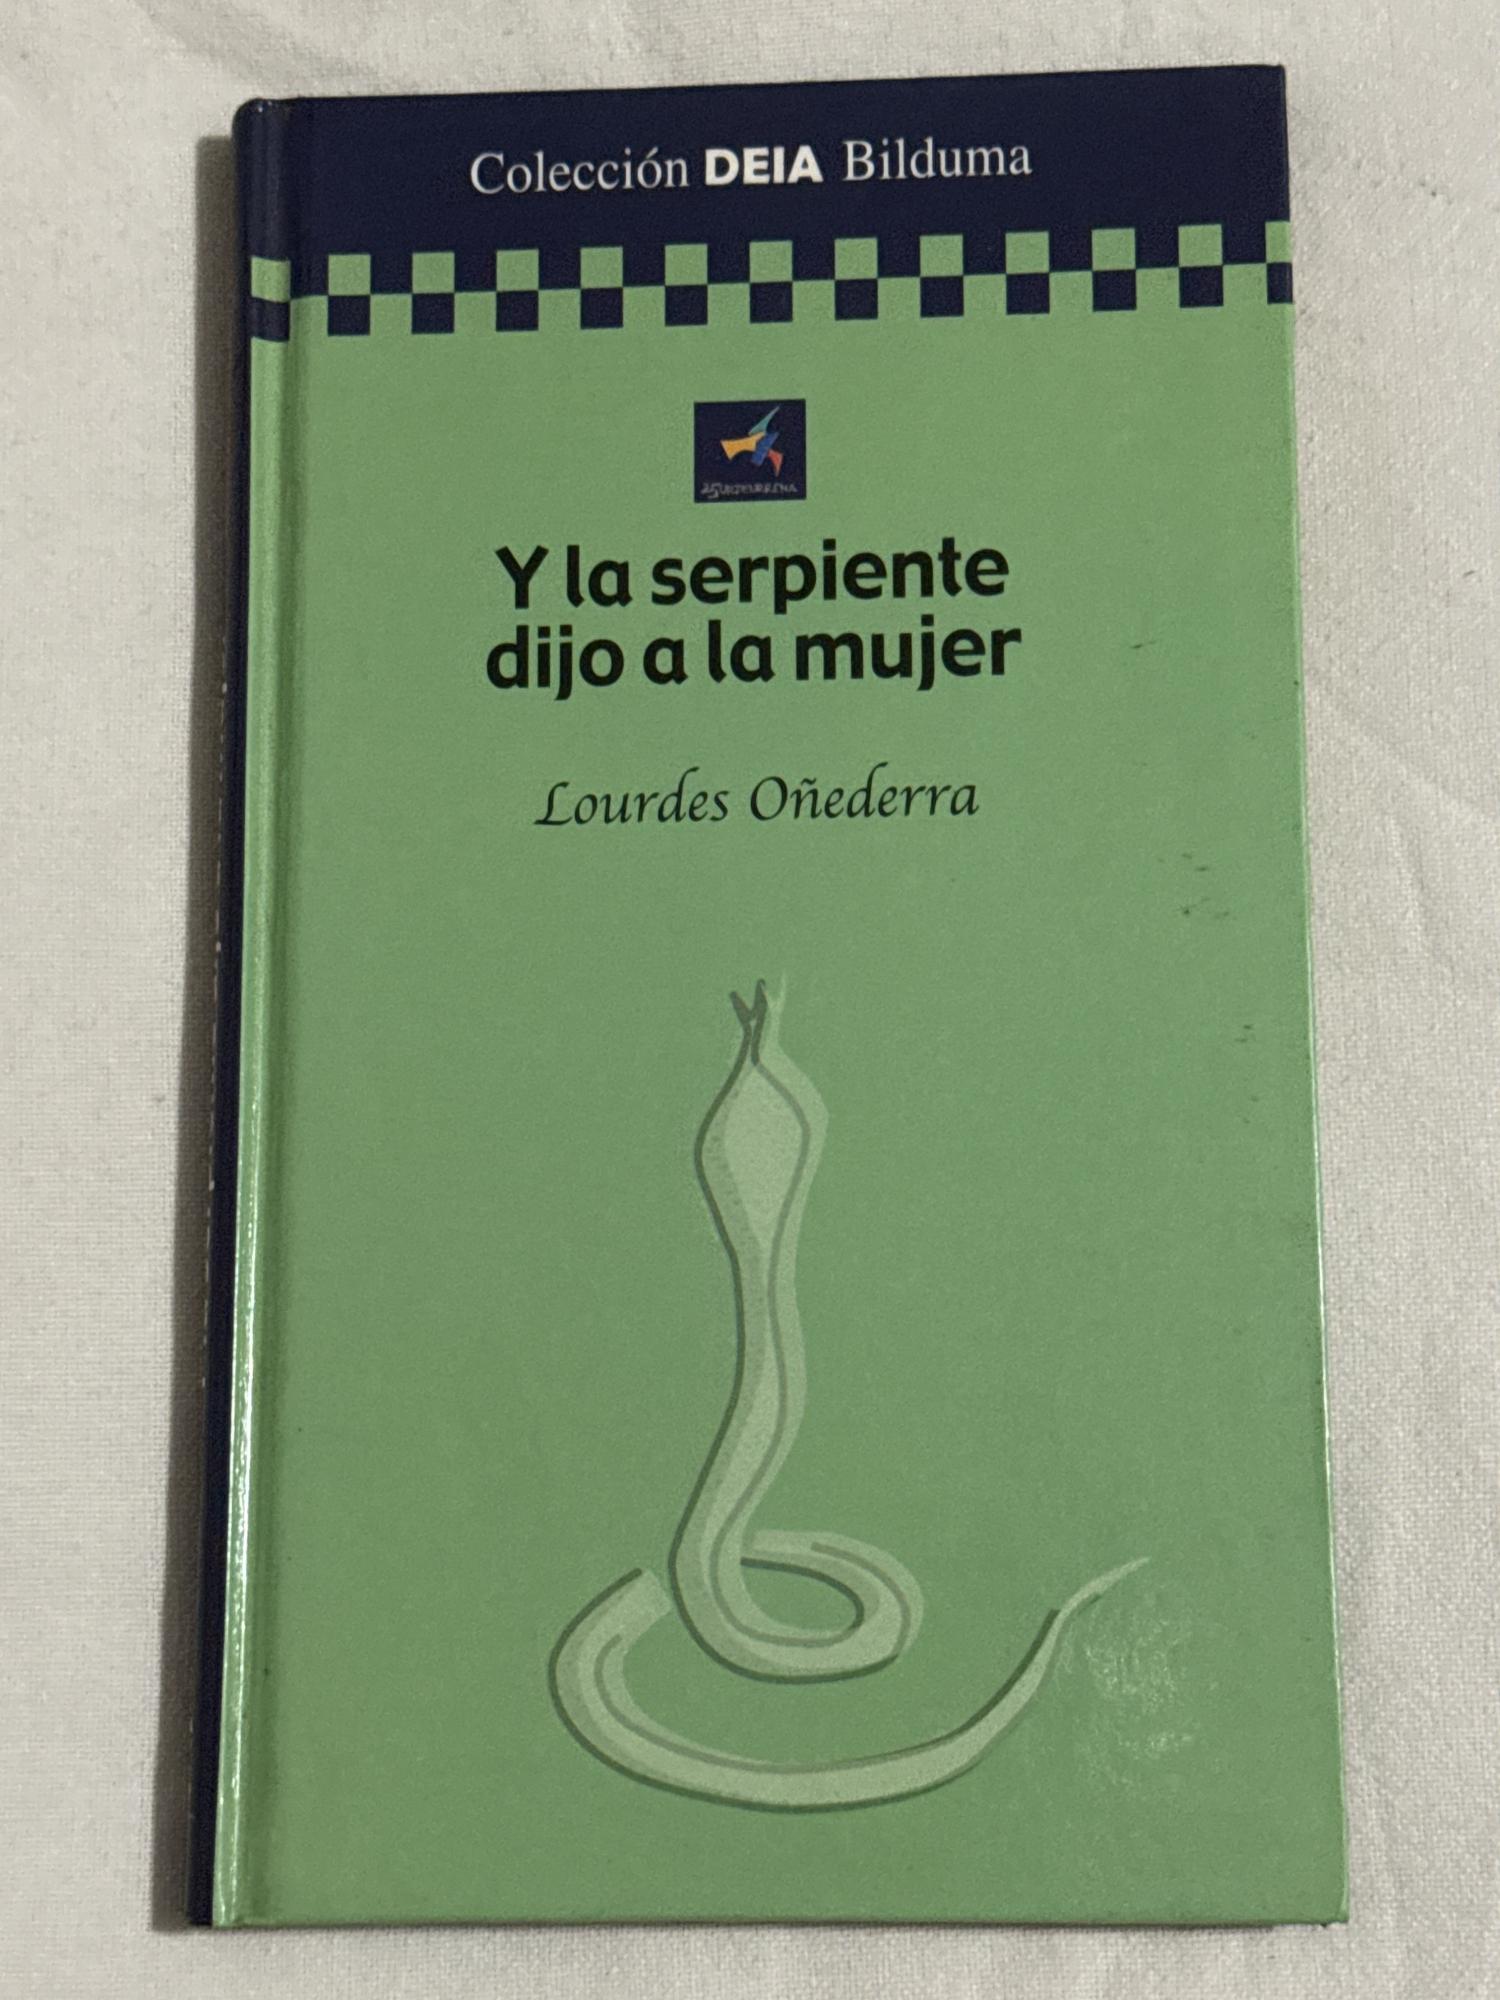 Colección DEIA Bilduma
Y la serpiente
dijo a la mujer
Lourdes Oñederra